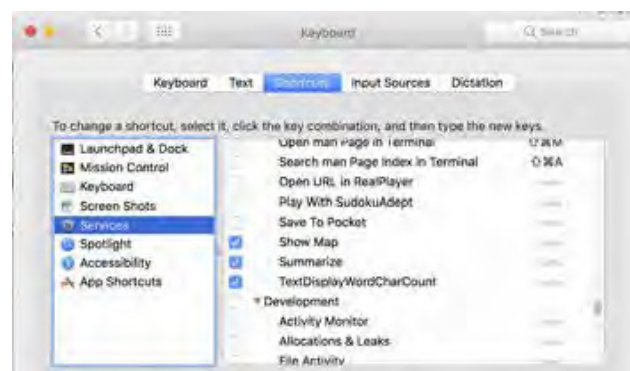 Keyboard
Search
Keyboard Text Shortcuts Input Sources Dictation
To change a shortcut, select it, click the key combination, and then type the new keys.
Launchpad & Dock
Mission Control
Keyboard
Screen Shots
Services
Spotlight
Accessibility
App Shortcuts
Open man Page in Terminal ⇧⌘M
Search man Page Index in Terminal ⇧⌘A
Open URL in RealPlayer
Play With SudokuAdept
Save To Pocket
Show Map
Summarize
TextDisplayWordCharCount
Development
Activity Monitor
Allocations & Leaks
File Activity